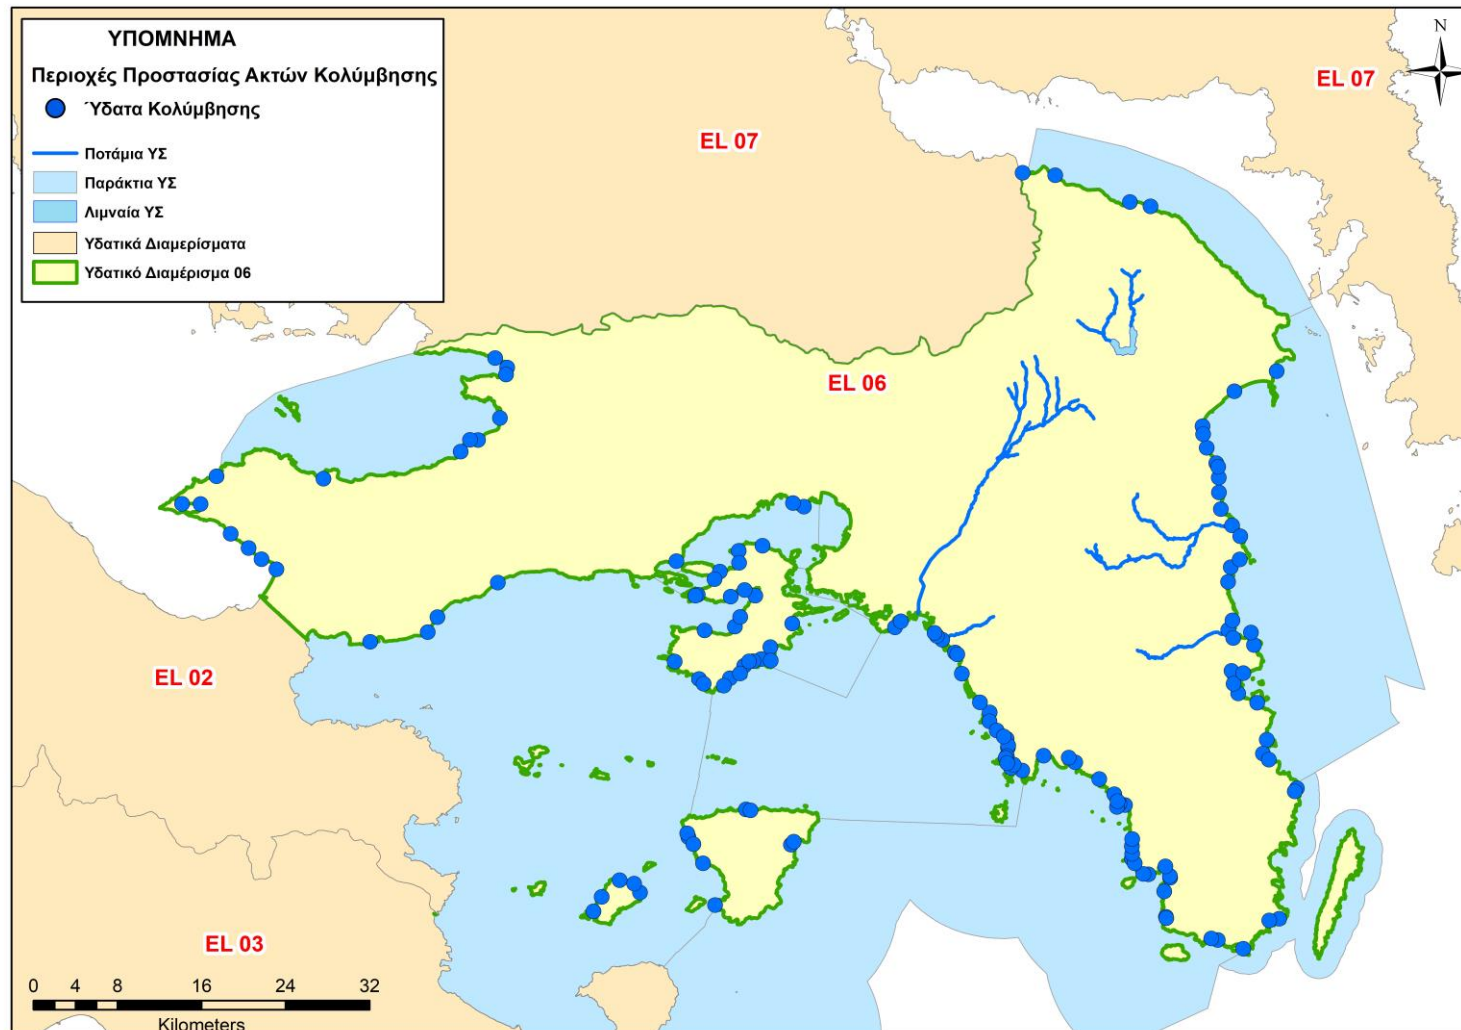 ΥΠΟΜΝΗΜΑ
Περιοχές Προστασίας Ακτών Κολύμβησης
Ύδατα Κολύμβησης
Ποτάμια ΥΣ
Παράκτια ΥΣ
Λιμναία ΥΣ
Υδατικά Διαμερίσματα
Υδατικό Διαμέρισμα 06
N
EL 07
EL 07
EL 06
EL 02
EL 03
0 4 8 16 24 32
Kilometers